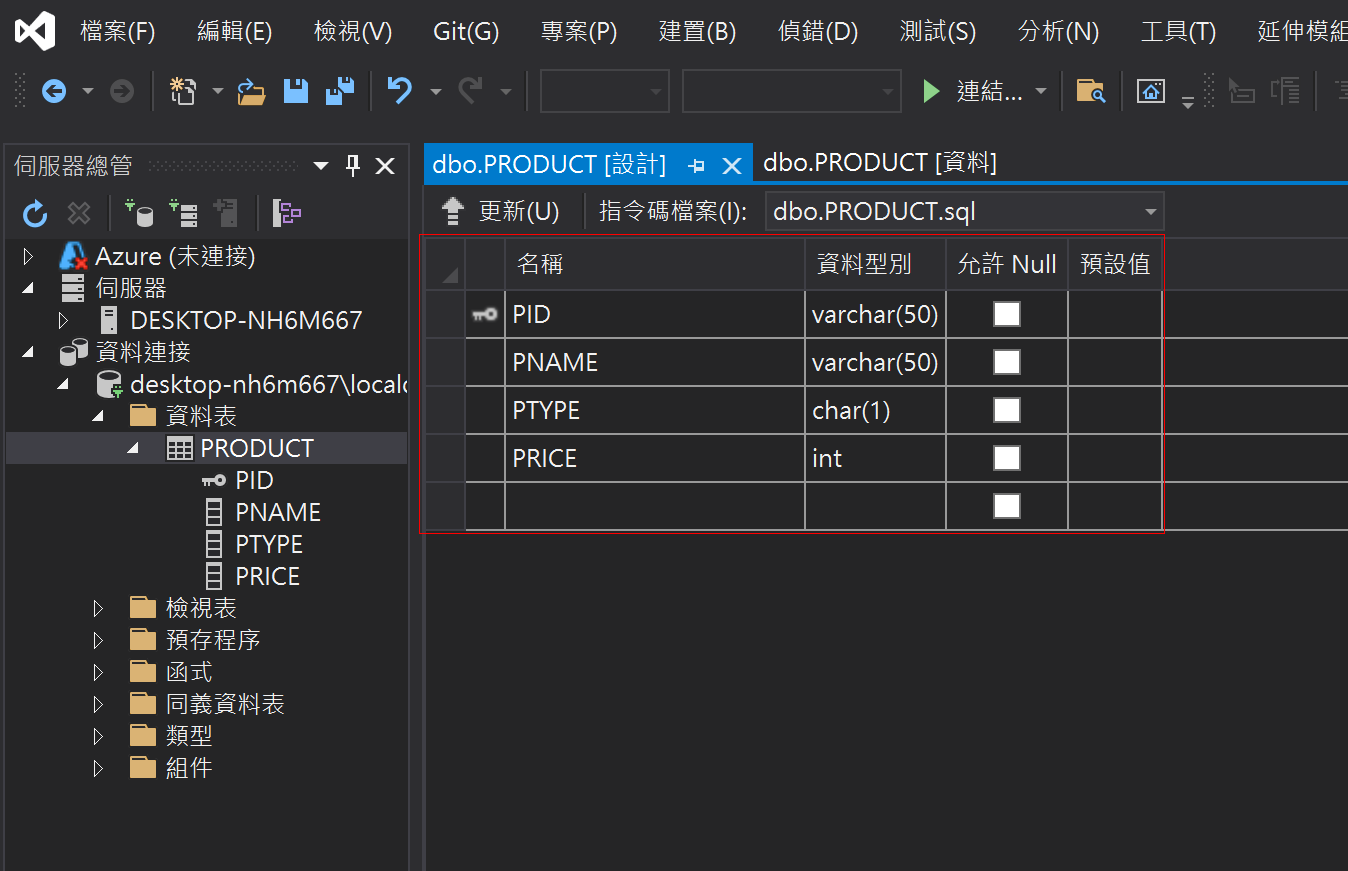 檔案(F) 編輯(E) 檢視(V) Git(G) 專案(P) 建置(B) 偵錯(D) 測試(S) 分析(N) 工具(T) 延伸模組
連結...
伺服器總管
Azure (未連接)
伺服器
DESKTOP-NH6M667
資料連接
desktop-nh6m667\localc
資料表
PRODUCT
PID
PNAME
PTYPE
PRICE
檢視表
預存程序
函式
同義資料表
類型
組件
dbo.PRODUCT [設計] dbo.PRODUCT [資料]
更新(U) 指令碼檔案(I): dbo.PRODUCT.sql
名稱 資料型別 允許 Null 預設值
PID varchar(50)
PNAME varchar(50)
PTYPE char(1)
PRICE int